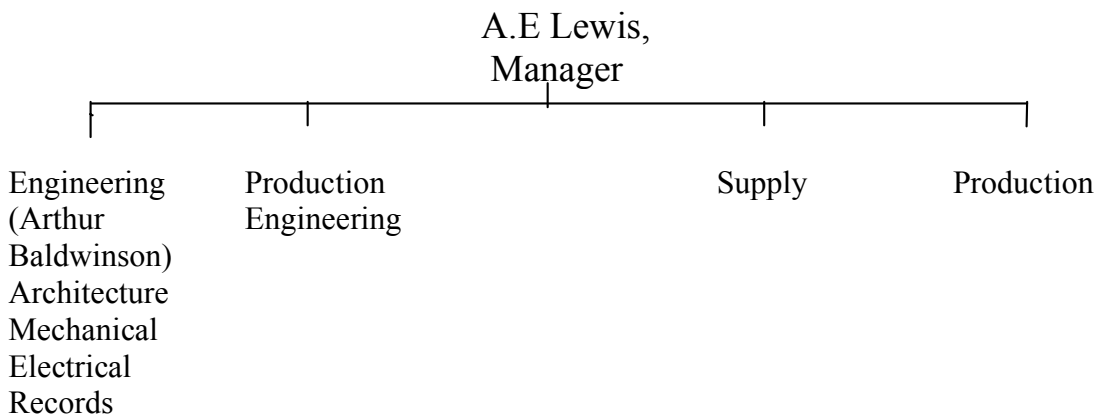 A.E Lewis,
Manager
Engineering
(Arthur
Baldwinson)
Architecture
Mechanical
Electrical
Records
Production
Engineering
Supply
Production